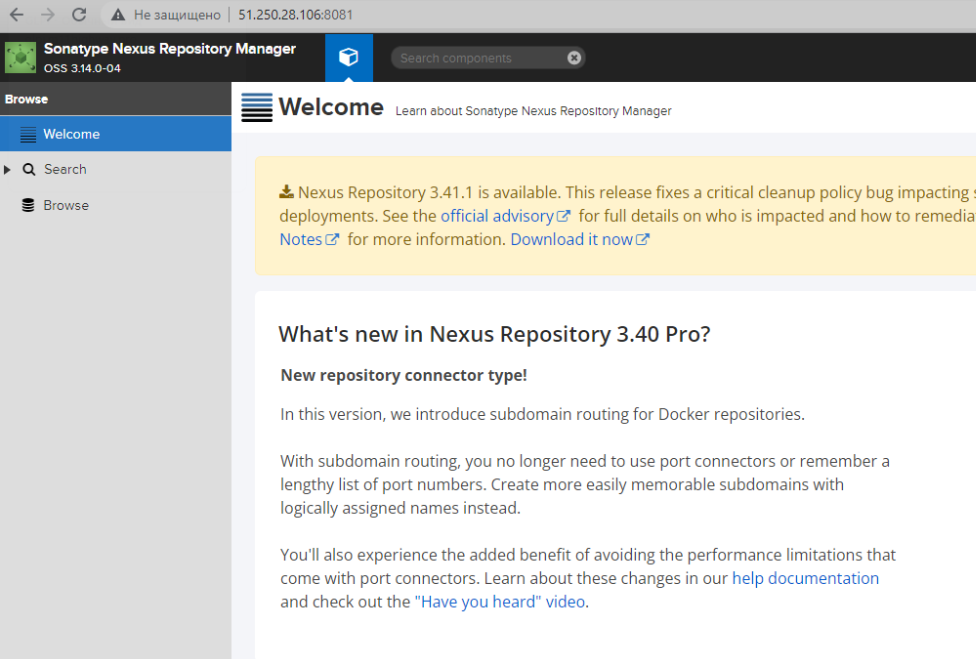 Не защищено 51.250.28.106:8081
Sonatype Nexus Repository Manager
OSS 3.14.0-04
Search components
Browse
Welcome
Search
Browse
Welcome Learn about Sonatype Nexus Repository Manager
Nexus Repository 3.41.1 is available. This release fixes a critical cleanup policy bug impacting
deployments. See the official advisory for full details on who is impacted and how to
Notes for more information. Download it now
What's new in Nexus Repository 3.40 Pro?
New repository connector type!
In this version, we introduce subdomain routing for Docker repositories.
With subdomain routing, you no longer need to use port connectors or remember a
lengthy list of port numbers. Create more easily memorable subdomains with
logically assigned names instead.
You'll also experience the added benefit of avoiding the performance limitations that
come with port connectors. Learn about these changes in our help documentation
and check out the "Have you heard" video.